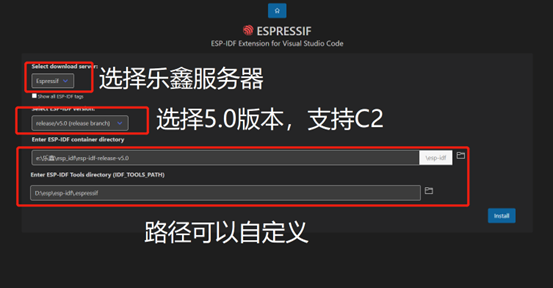 ESPRESSIF
ESP-IDF Extension for Visual Studio Code
Select download server:
Espressif
选择乐鑫服务器
Show all ESP-IDF tags
Select ESP-IDF version:
release/v5.0 (release branch)
选择5.0版本，支持C2
Enter ESP-IDF container directory
e:\乐鑫\esp_idf\esp-idf-release-v5.0
\esp-idf
Enter ESP-IDF Tools directory (IDF_TOOLS_PATH)
D:\esp\esp-idf\.espressif
Install
路径可以自定义